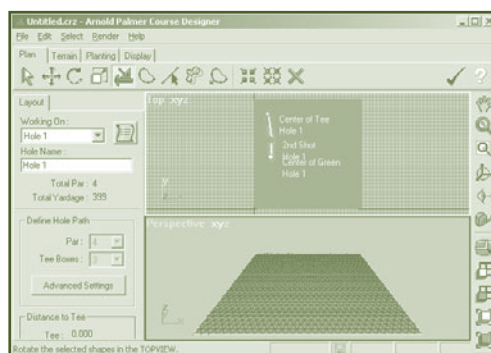 Untitled.crz - Arnold Palmer Course Designer
File Edit Select Render Help
Plan Terrain Planting Display
Layout
Working On :
Hole 1
Hole Name :
Hole 1
Total Par : 4
Total Yardage : 399
Define Hole Path
Par : 4
Tee Boxes : 3
Advanced Settings
Distance to Tee
Tee : 0.000
Top xyz
Center of Tee
Hole 1
2nd Shot
Hole 1
Center of Green
Hole 1
y
Perspective xyz
Rotate the selected shapes in the TOPVIEW.